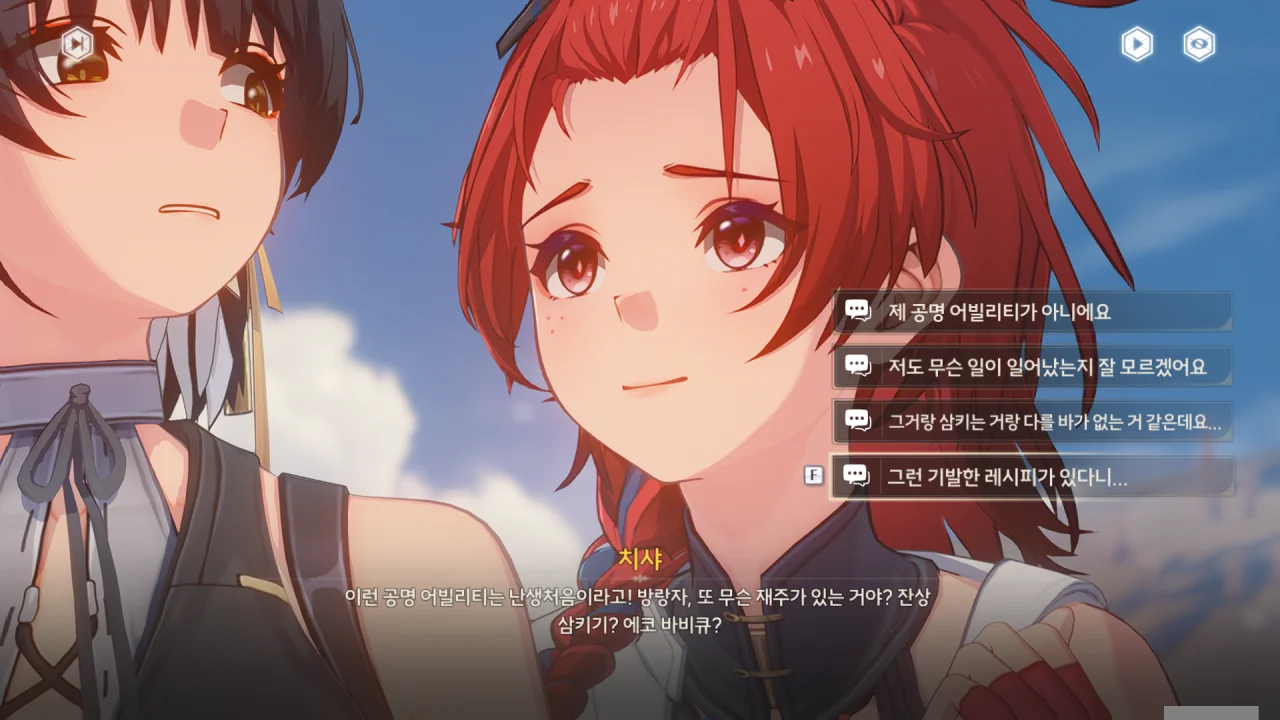 제 공명 어빌리티가 아니에요
저도 무슨 일이 일어났는지 잘 모르겠어요
그거랑 삼키는 거랑 다를 바가 없는 거 같은데요...
F
그런 기발한 레시피가 있다니...
치샤
이런 공명 어빌리티는 난생처음이라고! 방랑자, 또 무슨 재주가 있는 거야? 잔상
삼키기? 에코 바비큐?